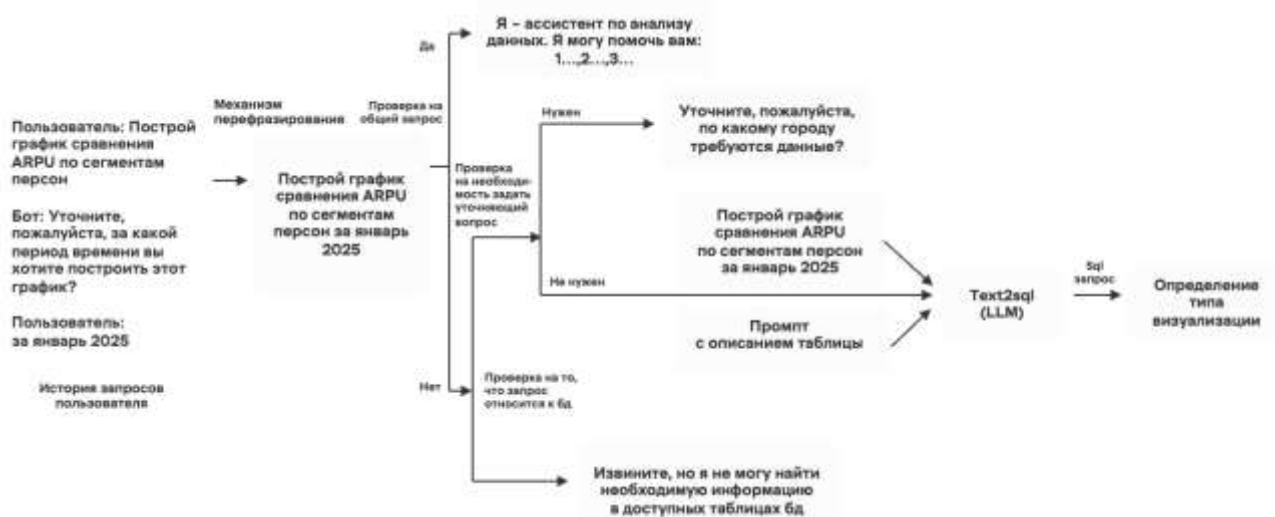 Я – ассистент по анализу
данных. Я могу помочь вам:
1...,2...,3...
Да
Механизм
перефразирования
Проверка на
общий запрос
Пользователь: Построй
график сравнения
ARPU по сегментам
персон
Бот: Уточните,
пожалуйста, за какой
период времени вы
хотите построить этот
график?
Пользователь:
за январь 2025
История запросов
пользователя
Построй график
сравнения ARPU
по сегментам
персон за январь
2025
Нужен
Уточните, пожалуйста,
по какому городу
требуются данные?
Проверка
на необходи-
мость задать
уточняющий
вопрос
Не нужен
Построй график
сравнения ARPU
по сегментам персон
за январь 2025
Промпт
с описанием таблицы
Text2sql
(LLM)
Sql
запрос
Определение
типа
визуализации
Нет
Проверка на то,
что запрос
относится к бд
Извините, но я не могу найти
необходимую информацию
в доступных таблицах бд